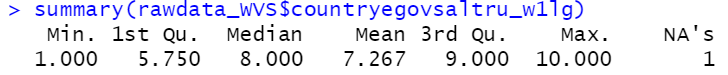 > summary(rawdata_WVS$countryegovsaltru_w1lg)
Min. 1st Qu. Median Mean 3rd Qu. Max. NA's
1.000 5.750 8.000 7.267 9.000 10.000 1